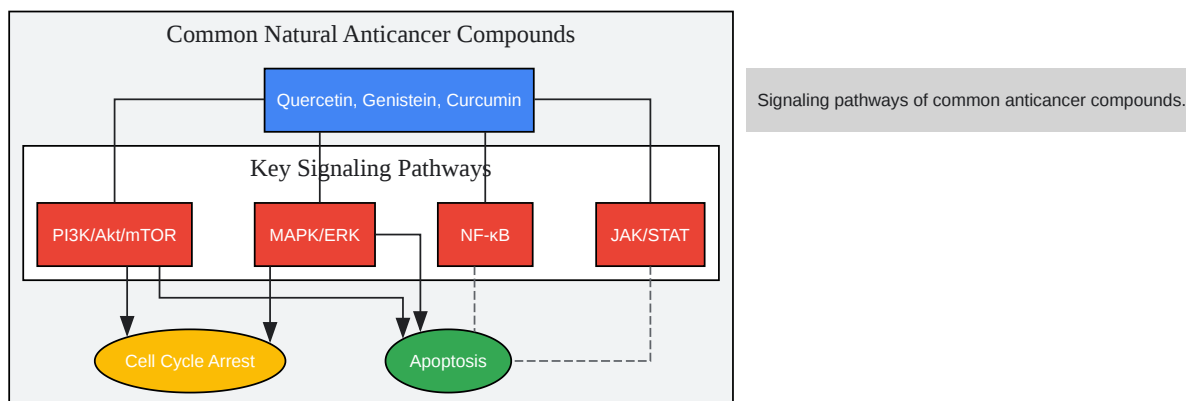 Common Natural Anticancer Compounds
Quercetin, Genistein, Curcumin
Signaling pathways of common anticancer compounds.
Key Signaling Pathways
PI3K/Akt/mTOR
MAPK/ERK
NF-κB
JAK/STAT
Cell Cycle Arrest
Apoptosis